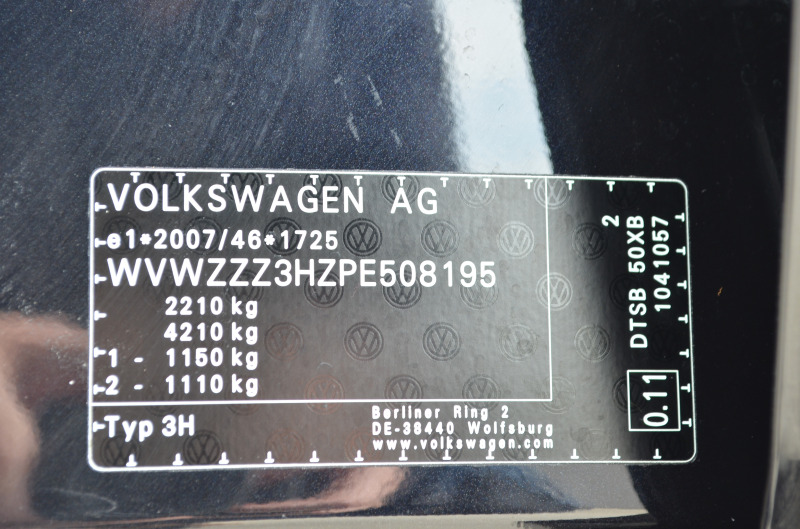 VOLKSWAGEN AG
e1*2007/46*1725
WVWZZZ3HZPE508195
2210 kg
4210 kg
1 - 1150 kg
2 - 1110 kg
Typ 3H
Berliner Ring 2
DE-38440 Wolfsburg
www.volkswagen.com
2
DTSB 50XB
1041057
0.11